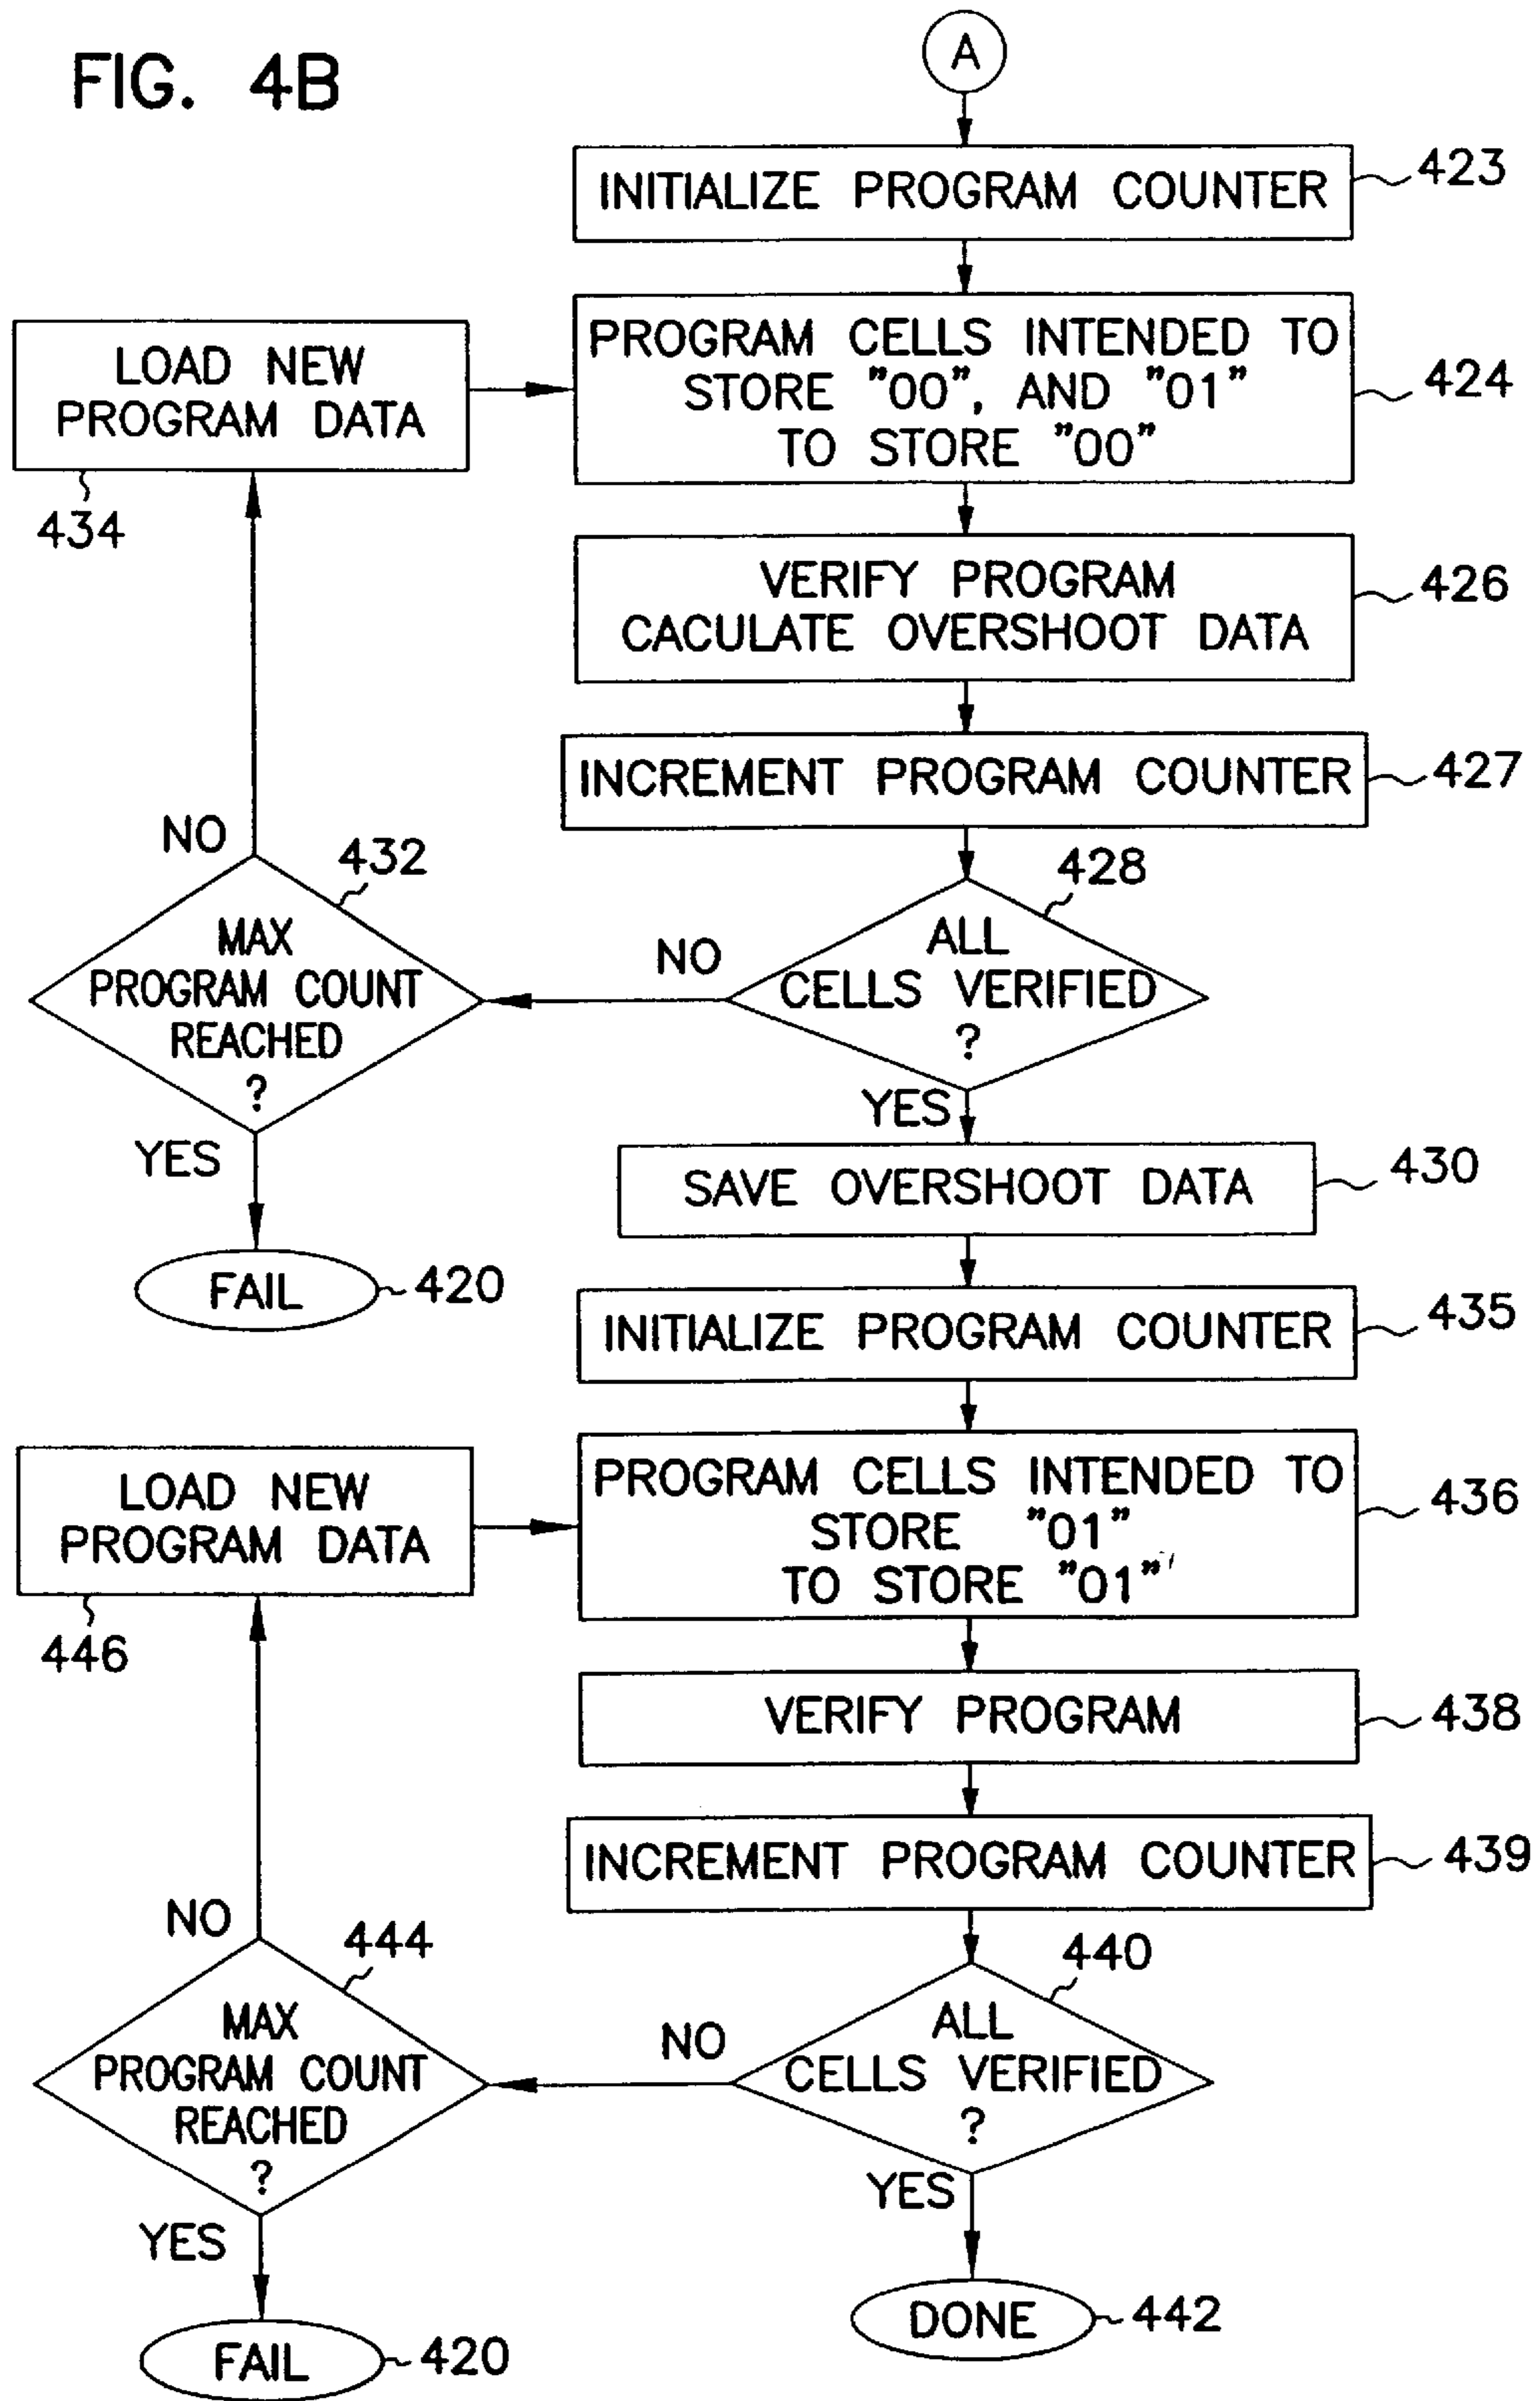 FIG. 4B
A
INITIALIZE PROGRAM COUNTER
423
LOAD NEW
PROGRAM DATA
434
PROGRAM CELLS INTENDED TO
STORE "00", AND "01"
TO STORE "00"
424
VERIFY PROGRAM
CACULATE OVERSHOOT DATA
426
INCREMENT PROGRAM COUNTER
427
NO
432
MAX
PROGRAM COUNT
REACHED
?
YES
FAIL
420
NO
428
ALL
CELLS VERIFIED
?
YES
SAVE OVERSHOOT DATA
430
INITIALIZE PROGRAM COUNTER
435
LOAD NEW
PROGRAM DATA
446
PROGRAM CELLS INTENDED TO
STORE "01"
TO STORE "01"
436
VERIFY PROGRAM
438
INCREMENT PROGRAM COUNTER
439
NO
444
MAX
PROGRAM COUNT
REACHED
?
YES
FAIL
420
NO
440
ALL
CELLS VERIFIED
?
YES
DONE
442